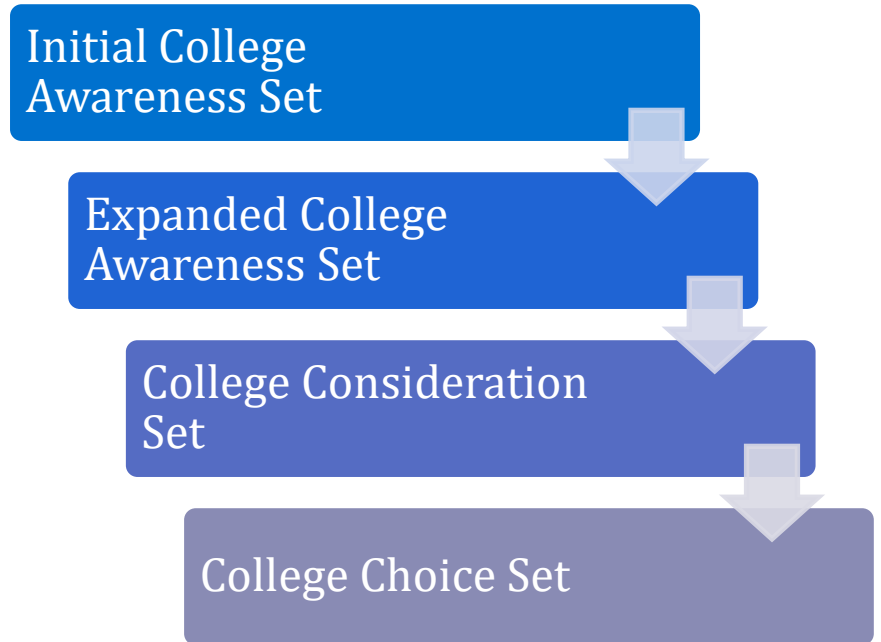 Initial College
Awareness Set
Expanded College
Awareness Set
College Consideration
Set
College Choice Set